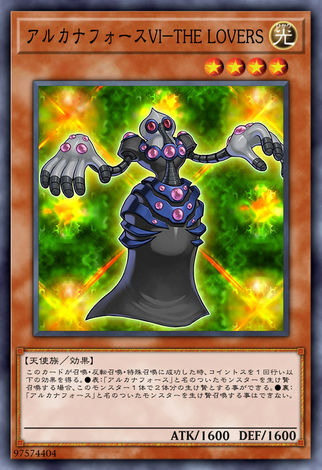 アルカナフォースVI－THE LOVERS
光
【天使族／効果】
このカードが召喚・反転召喚・特殊召喚に成功した時、コイントスを1回行い以
下の効果を得る。●表：「アルカナフォース」と名のついたモンスターを生け贄
召喚する場合、このモンスター1体で2体分の生け贄とする事ができる。●裏：
「アルカナフォース」と名のついたモンスターを生け贄召喚する事はできない。
ATK/1600 DEF/1600
97574404